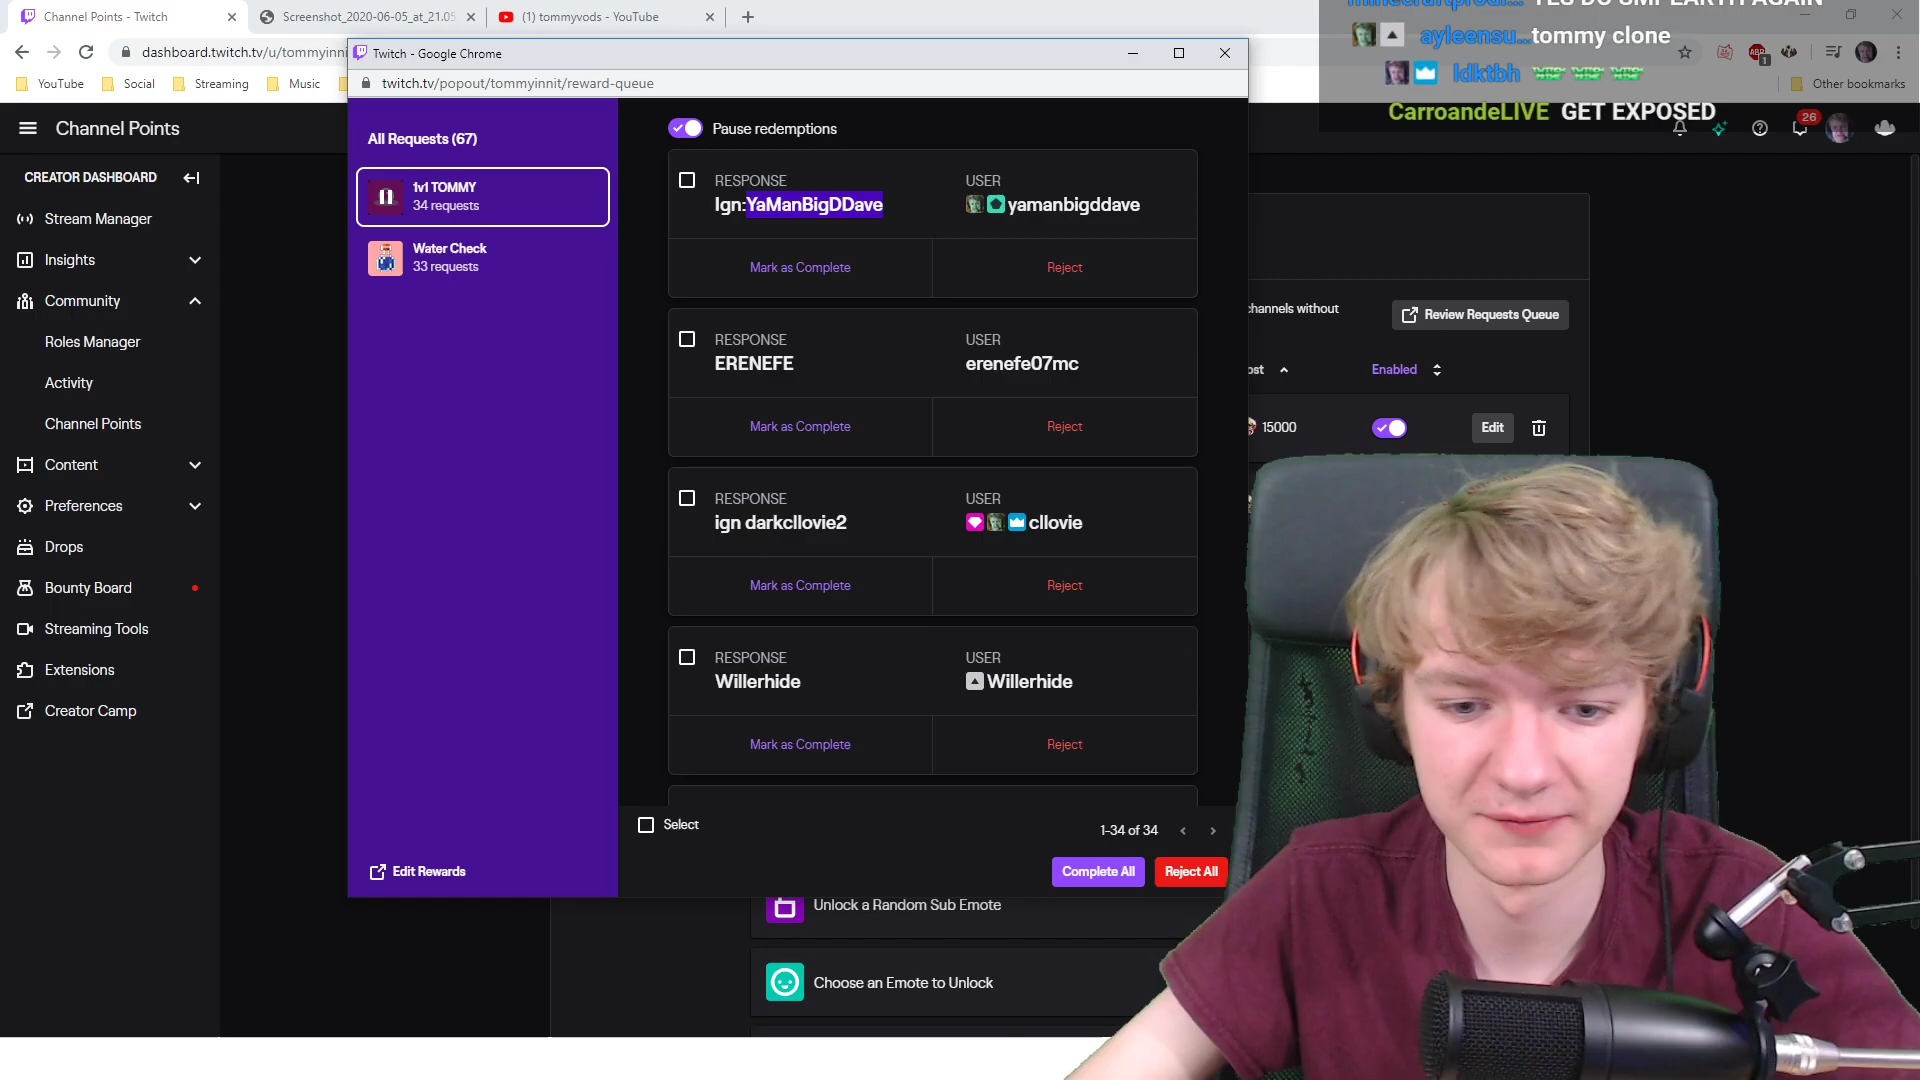 Channel Points - Twitch
Screenshot_2020-06-05_at_21.05
(1) tommyvods - YouTube
YES DO SMP EARTH AGAIN
dashboard.twitch.tv/u/tommyinni
Twitch - Google Chrome
ayleensu...tommy clone
YouTube
Social
Streaming
Music
twitch.tv/popout/tommyinnit/reward-queue
ldktbh
Other bookmarks
CarroandeLIVE GET EXPOSED
Channel Points
26
All Requests (67)
Pause redemptions
CREATOR DASHBOARD
1v1 TOMMY
34 requests
Water Check
33 requests
Stream Manager
Insights
Community
Roles Manager
Activity
Channel Points
Content
Preferences
Drops
Bounty Board
Streaming Tools
Extensions
Creator Camp
RESPONSE
USER
Ign:YaManBigDDave
yamanbigddave
Mark as Complete
Reject
RESPONSE
USER
ERENEFE
erenefe07mc
Mark as Complete
Reject
RESPONSE
USER
ign darkcllovie2
cllovie
Mark as Complete
Reject
RESPONSE
USER
Willerhide
Willerhide
Mark as Complete
Reject
Select
1-34 of 34
Edit Rewards
Complete All
Reject All
channels without
Review Requests Queue
ost
Enabled
15000
Edit
Unlock a Random Sub Emote
Choose an Emote to Unlock